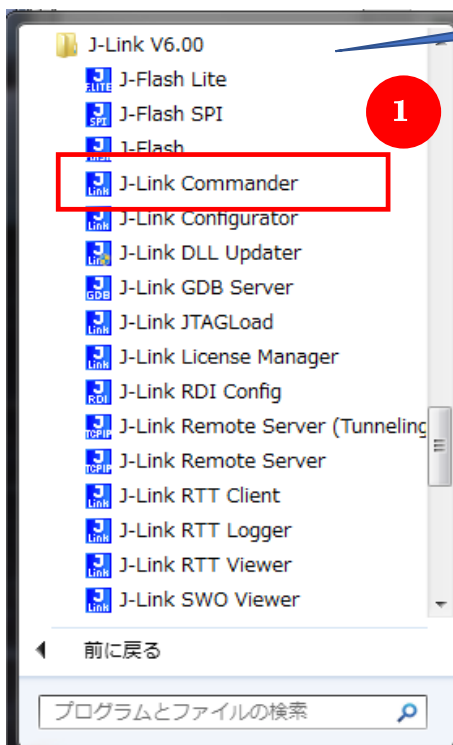 J-Link V6.00
J-Flash Lite
1
J-Flash SPI
J-Flash
J-Link Commander
J-Link Configurator
J-Link DLL Updater
J-Link GDB Server
J-Link JTAGLoad
J-Link License Manager
J-Link RDI Config
J-Link Remote Server (Tunneling
J-Link Remote Server
J-Link RTT Client
J-Link RTT Logger
J-Link RTT Viewer
J-Link SWO Viewer
前に戻る
プログラムとファイルの検索